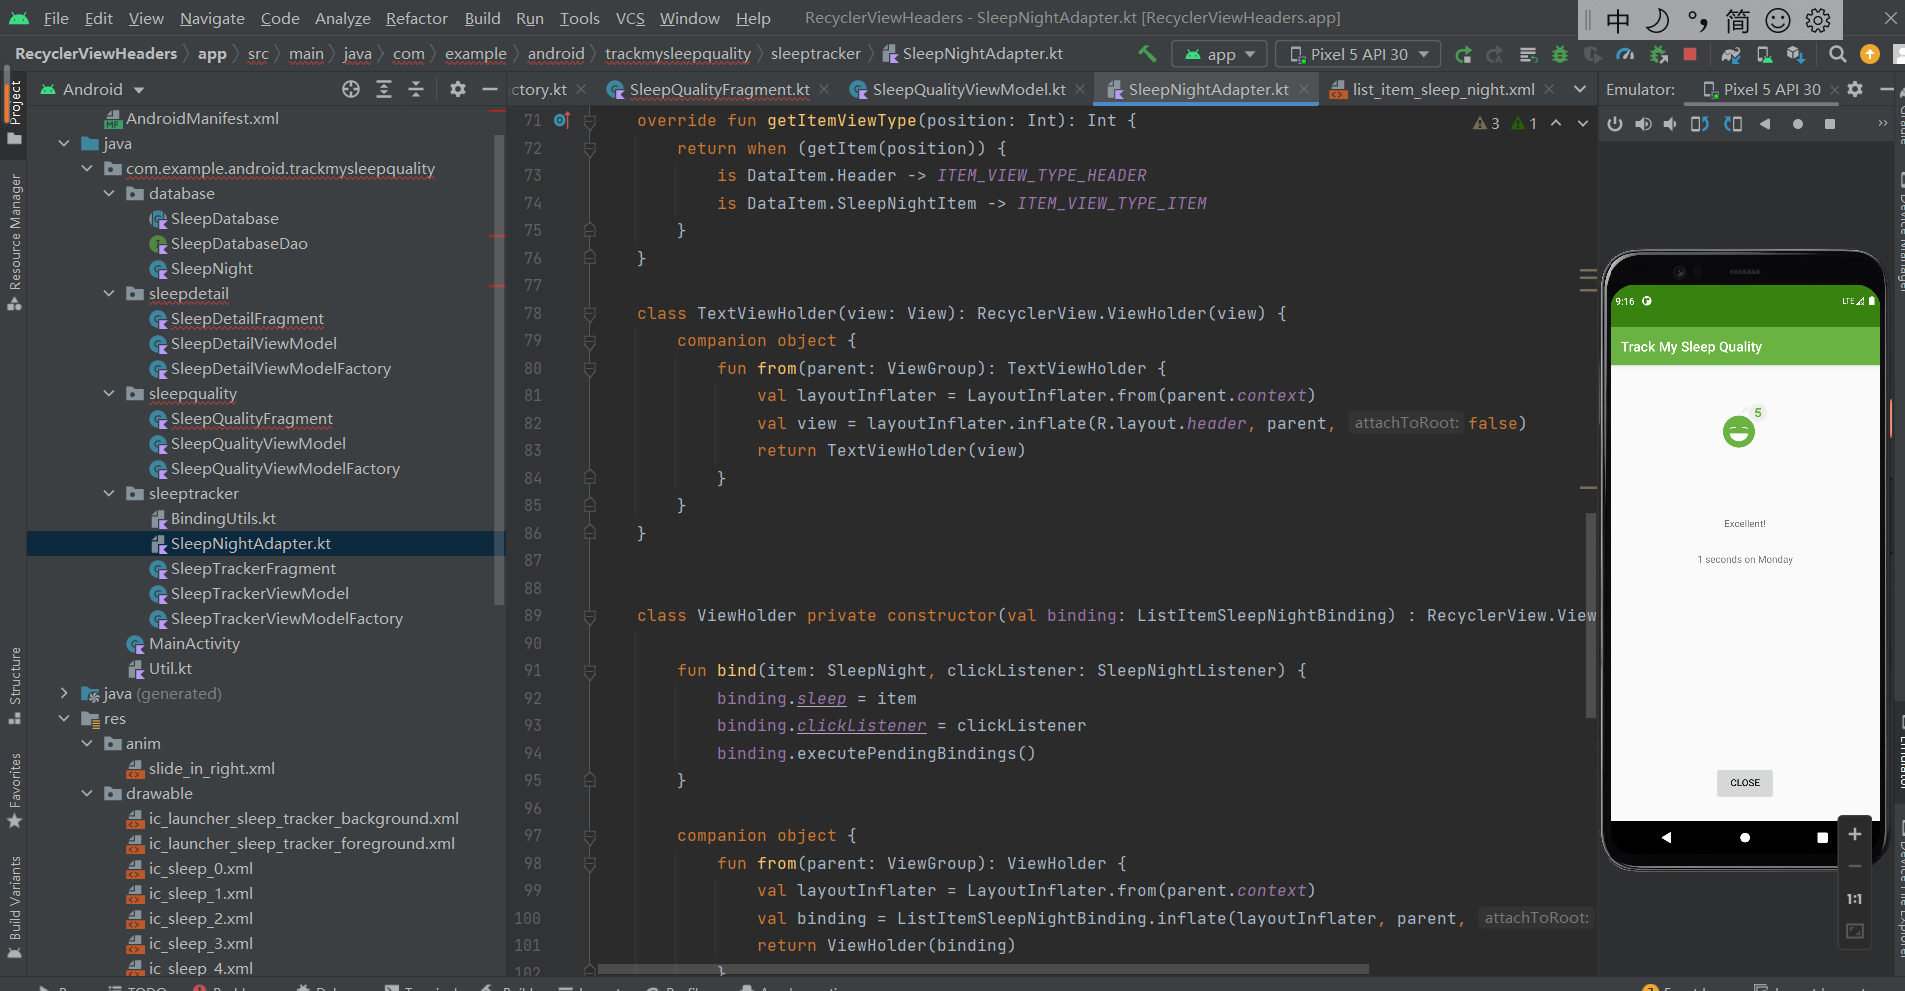 File Edit View Navigate Code Analyze Refactor Build Run Tools VCS Window Help RecyclerViewHeaders - SleepNightAdapter.kt [RecyclerViewHeaders.app] 中 简
RecyclerViewHeaders app src main java com example android trackmysleepquality sleeptracker SleepNightAdapter.kt app Pixel 5 API 30
Android ctory.kt SleepQualityFragment.kt SleepQualityViewModel.kt SleepNightAdapter.kt list_item_sleep_night.xml Emulator: Pixel 5 API 30
Project
Resource Manager
Structure
Favorites
Build Variants
AndroidManifest.xml
java
com.example.android.trackmysleepquality
database
SleepDatabase
SleepDatabaseDao
SleepNight
sleepdetail
SleepDetailFragment
SleepDetailViewModel
SleepDetailViewModelFactory
sleepquality
SleepQualityFragment
SleepQualityViewModel
SleepQualityViewModelFactory
sleeptracker
BindingUtils.kt
SleepNightAdapter.kt
SleepTrackerFragment
SleepTrackerViewModel
SleepTrackerViewModelFactory
MainActivity
Util.kt
java (generated)
res
anim
slide_in_right.xml
drawable
ic_launcher_sleep_tracker_background.xml
ic_launcher_sleep_tracker_foreground.xml
ic_sleep_0.xml
ic_sleep_1.xml
ic_sleep_2.xml
ic_sleep_3.xml
ic_sleep_4.xml
3 1
71 override fun getItemViewType(position: Int): Int {
72 return when (getItem(position)) {
73 is DataItem.Header -> ITEM_VIEW_TYPE_HEADER
74 is DataItem.SleepNightItem -> ITEM_VIEW_TYPE_ITEM
75 }
76 }
77
78 class TextViewHolder(view: View): RecyclerView.ViewHolder(view) {
79 companion object {
80 fun from(parent: ViewGroup): TextViewHolder {
81 val layoutInflater = LayoutInflater.from(parent.context)
82 val view = layoutInflater.inflate(R.layout.header, parent, attachToRoot: false)
83 return TextViewHolder(view)
84 }
85 }
86 }
87
88
89 class ViewHolder private constructor(val binding: ListItemSleepNightBinding) : RecyclerView.View
90
91 fun bind(item: SleepNight, clickListener: SleepNightListener) {
92 binding.sleep = item
93 binding.clickListener = clickListener
94 binding.executePendingBindings()
95 }
96
97 companion object {
98 fun from(parent: ViewGroup): ViewHolder {
99 val layoutInflater = LayoutInflater.from(parent.context)
100 val binding = ListItemSleepNightBinding.inflate(layoutInflater, parent, attachToRoot:
101 return ViewHolder(binding)
102 }
9:16 LTE
Track My Sleep Quality
5
Excellent!
1 seconds on Monday
CLOSE
1:1